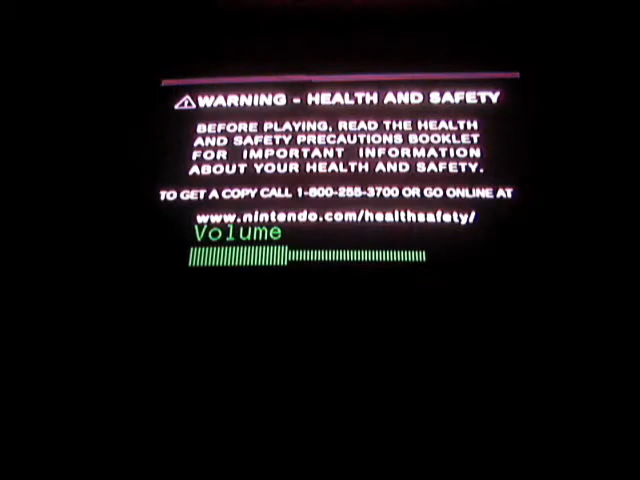 WARNING - HEALTH AND SAFETY
BEFORE PLAYING, READ THE HEALTH
AND SAFETY PRECAUTIONS BOOKLET
FOR IMPORTANT INFORMATION
ABOUT YOUR HEALTH AND SAFETY.
TO GET A COPY CALL 1-800-255-3700 OR GO ONLINE AT
www.nintendo.com/healthsafety/
Volume